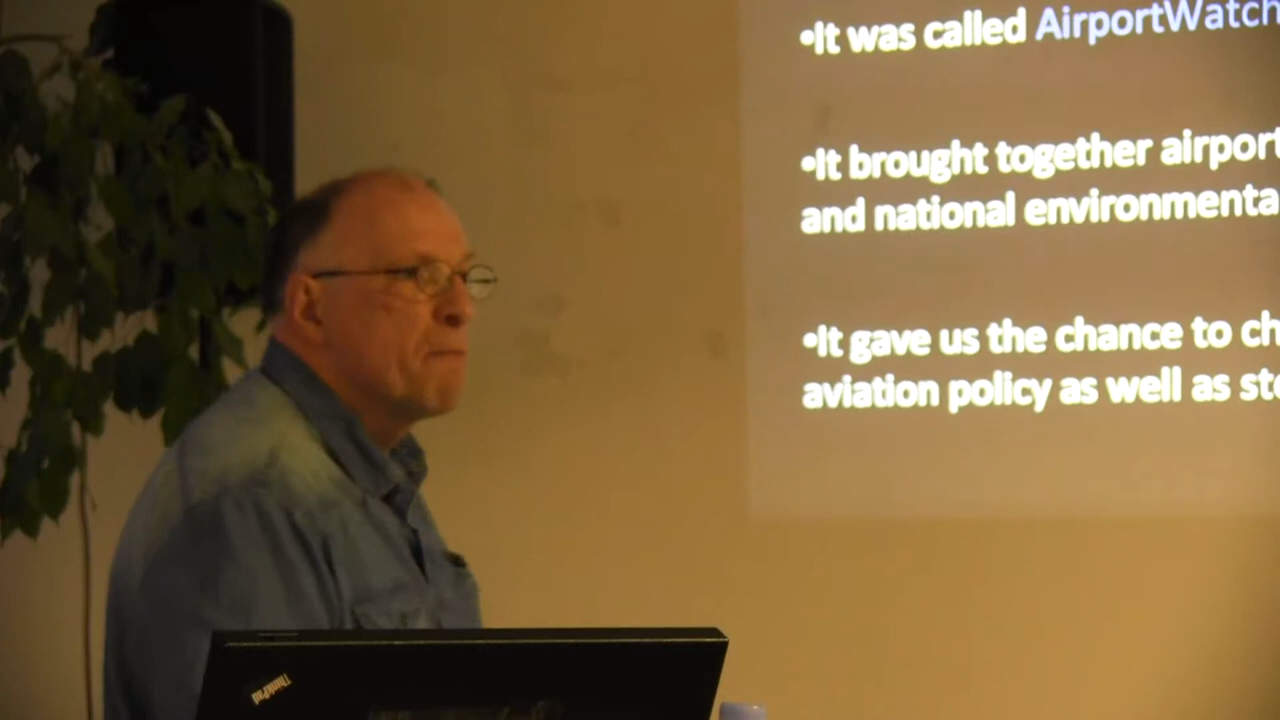 •It was called AirportWatch
•It brought together airport
and national environmenta
•It gave us the chance to ch
aviation policy as well as ste
ThinkPad